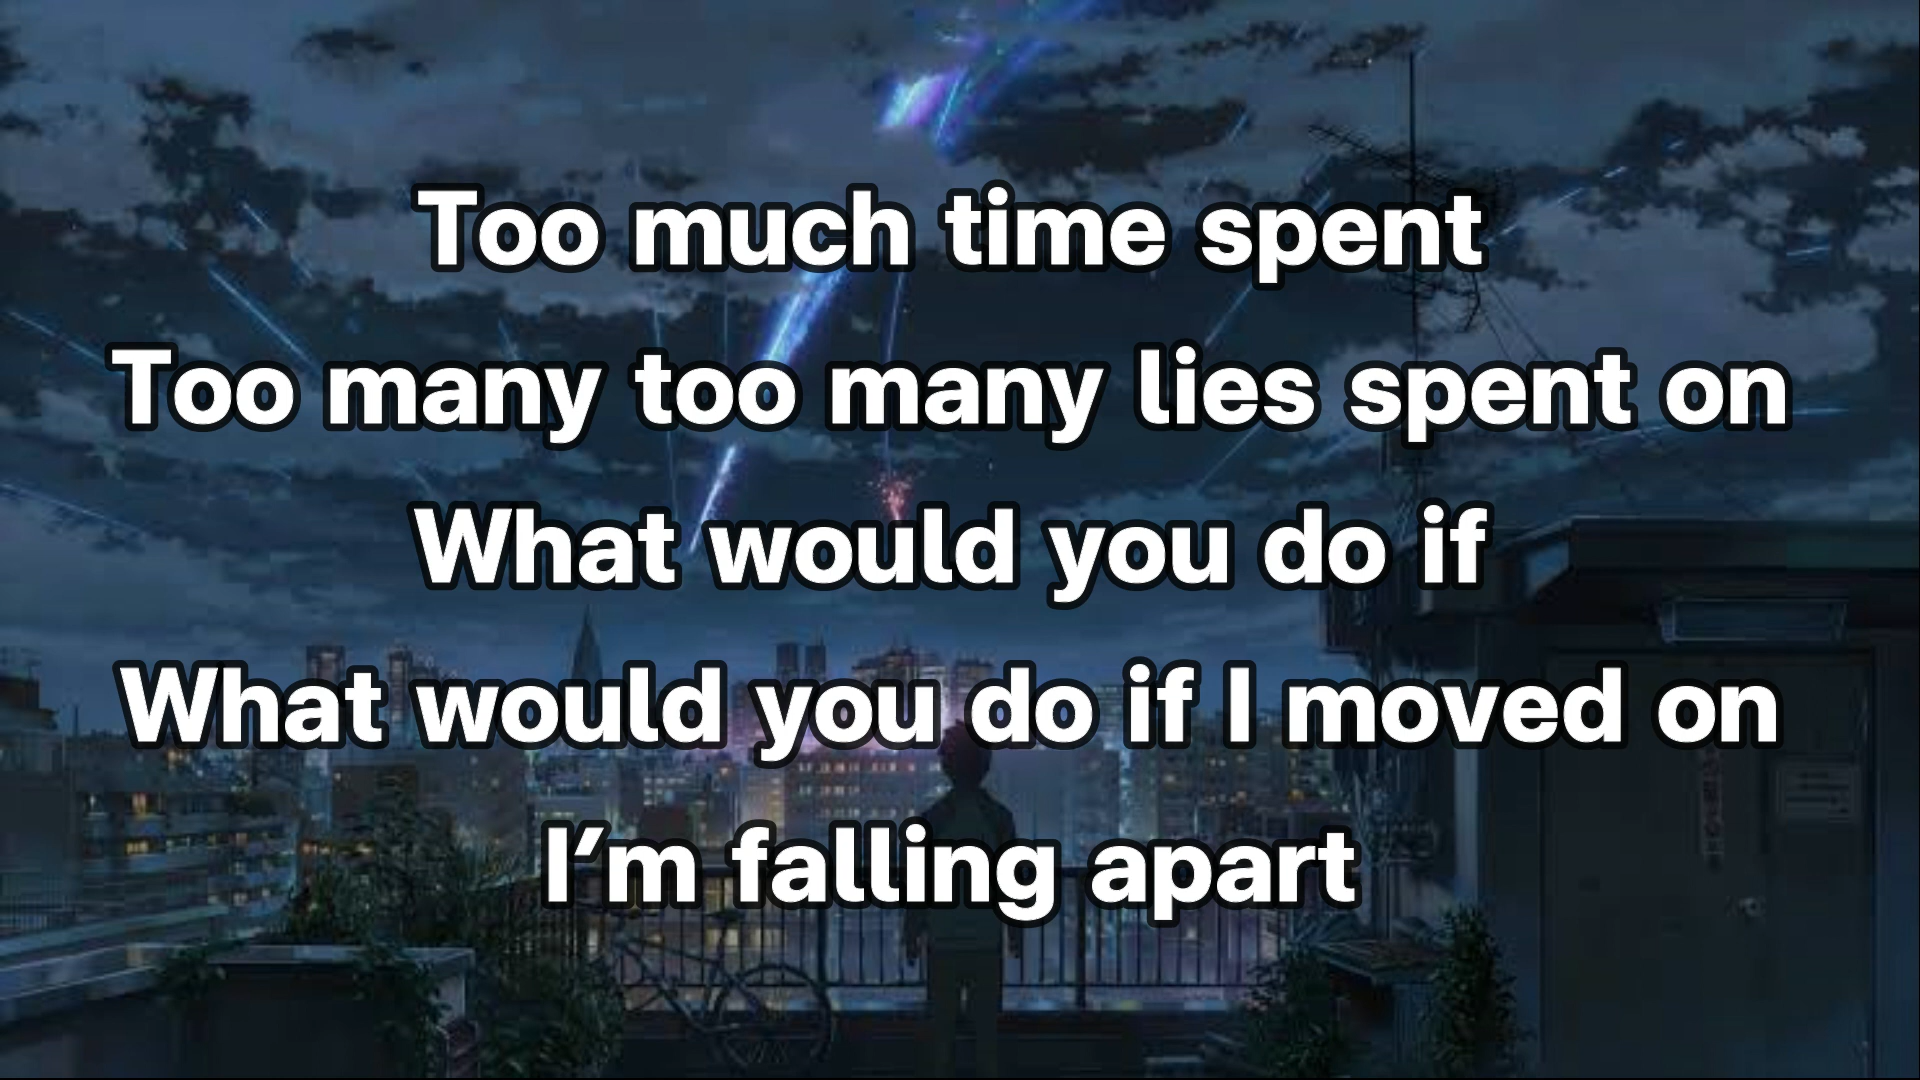 Too much time spent
Too many too many lies spent on
What would you do if
What would you do if I moved on
I’m falling apart